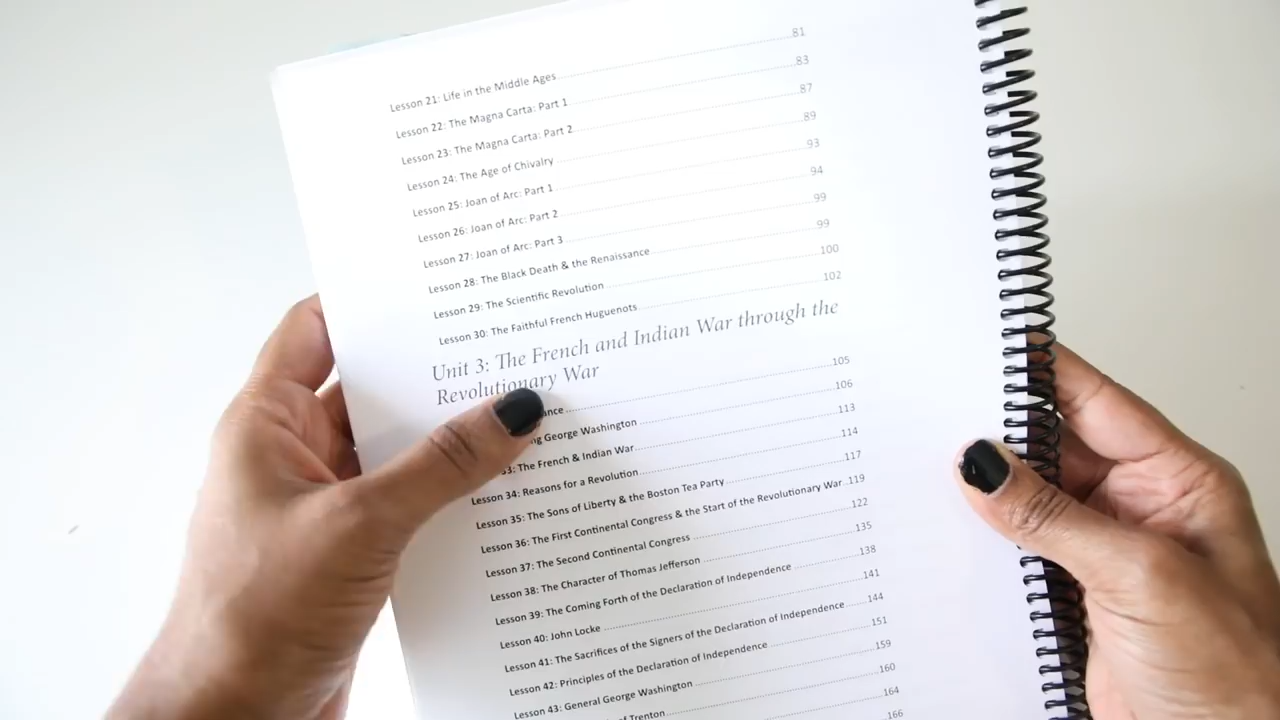 Lesson 21: Life in the Middle Ages 81
Lesson 22: The Magna Carta: Part 1 83
Lesson 23: The Magna Carta: Part 2 87
Lesson 24: The Age of Chivalry 89
Lesson 25: Joan of Arc: Part 1 93
Lesson 26: Joan of Arc: Part 2 94
Lesson 27: Joan of Arc: Part 3 99
Lesson 28: The Black Death & the Renaissance 99
Lesson 29: The Scientific Revolution 100
Lesson 30: The Faithful French Huguenots 102
Unit 3: The French and Indian War through the
Revolutionary War
105
George Washington 106
The French & Indian War 113
Lesson 34: Reasons for a Revolution 114
Lesson 35: The Sons of Liberty & the Boston Tea Party 117
Lesson 36: The First Continental Congress & the Start of the Revolutionary War 119
Lesson 37: The Second Continental Congress 122
Lesson 38: The Character of Thomas Jefferson 135
Lesson 39: The Coming Forth of the Declaration of Independence 138
Lesson 40: John Locke 141
Lesson 41: The Sacrifices of the Signers of the Declaration of Independence 144
Lesson 42: Principles of the Declaration of Independence 151
Lesson 43: General George Washington 159
of Trenton 160
164
166